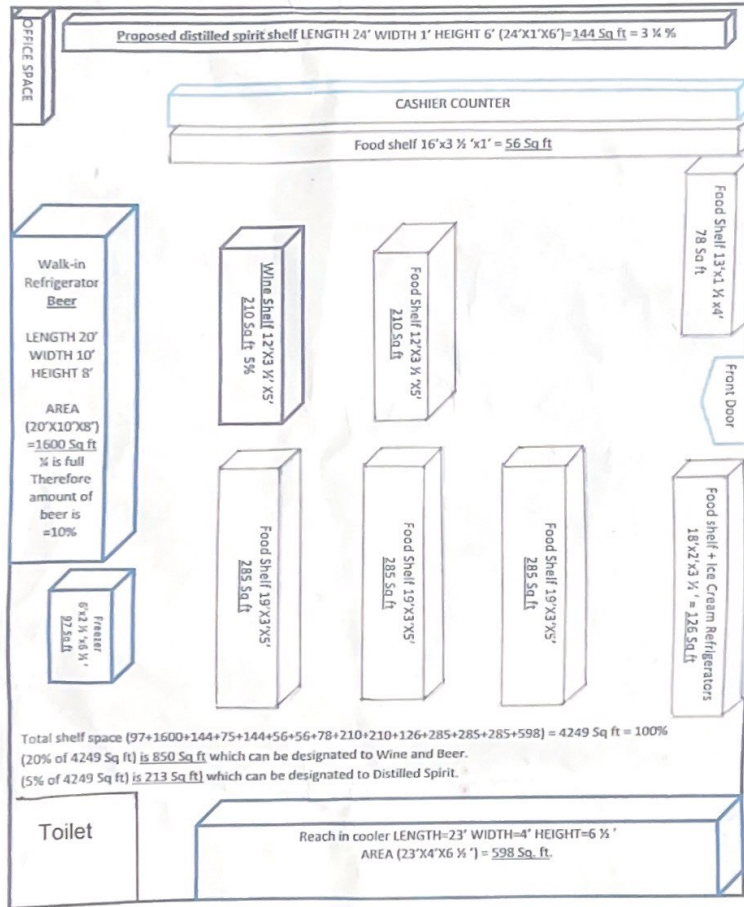 OFFICE SPACE
Proposed distilled spirit shelf LENGTH 24' WIDTH 1' HEIGHT 6' (24'X1'X6')=144 Sq ft = 3 ¼ %
CASHIER COUNTER
Food shelf 16'x3 ½ 'x1' = 56 Sq ft
Food Shelf 13'x1 ½ x4'
78 Sq ft
Walk-in
Refrigerator
Beer
LENGTH 20'
WIDTH 10'
HEIGHT 8'
AREA
(20'X10'X8')
=1600 Sq ft
is full
Therefore
amount of
beer is
=10%
Wine Shelf 12'X3 ½' X5'
210 Sq ft 5%
Food Shelf 12'X3 ½ 'X5'
210 Sq ft
Front Door
Food Shelf 19'X3'X5'
285 Sq ft
Food Shelf 19'X3'X5'
285 Sq ft
Food Shelf 19'X3'X5'
285 Sq ft
Food shelf + Ice Cream Refrigerators
18'x2'x3 ½ ' = 126 Sq ft
Freezer
6'x2 ½ 'x6 ½ '
97 Sq ft
Total shelf space (97+1600+144+75+144+56+56+78+210+210+126+285+285+285+598) = 4249 Sq ft = 100%
(20% of 4249 Sq ft) is 850 Sq ft which can be designated to Wine and Beer.
(5% of 4249 Sq ft) is 213 Sq ft) which can be designated to Distilled Spirit.
Toilet
Reach in cooler LENGTH=23' WIDTH=4' HEIGHT=6 ½ '
AREA (23'X4'X6 ½ ') = 598 Sq. ft.